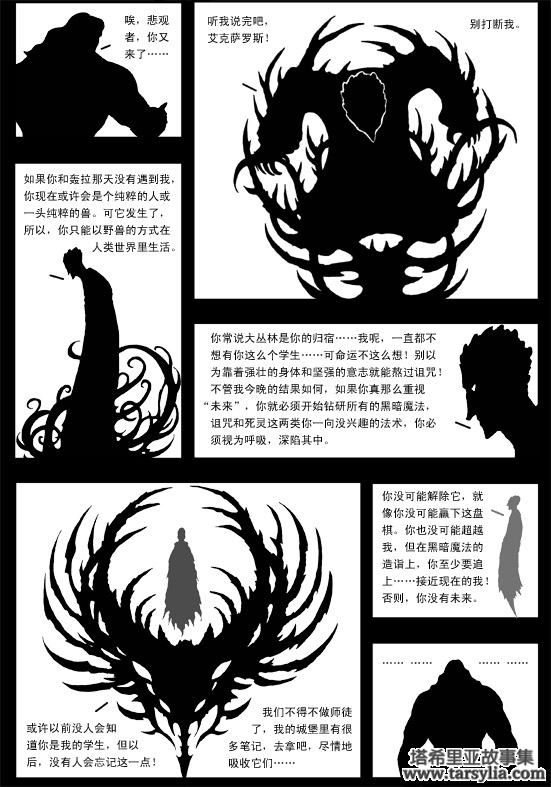 唉，悲观
者，你又
来了……
听我说完吧，
艾克萨罗斯！
别打断我。
如果你和轰拉那天没有遇到我，
你现在或许会是个纯粹的人或
一头纯粹的兽。可它发生了，
所以，你只能以野兽的方式在
人类世界里生活。
你常说大丛林是你的归宿……我呢，一直都不
想有你这么个学生……可命运不这么想！别以
为靠着强壮的身体和坚强的意志就能熬过诅咒！
不管我今晚的结果如何，如果你真那么重视
“未来”，你就必须开始钻研所有的黑暗魔法，
诅咒和死灵这两类你一向没兴趣的法术，你必
须视为呼吸，深陷其中。
你没可能解除它，就
像你没可能赢下这盘
棋。你也没可能超越
我，但在黑暗魔法的
造诣上，你至少要追
上……接近现在的我！
否则，你没有未来。
或许以前没人会知
道你是我的学生，但以
后，没有人会忘记这一点！
我们不得不做师徒
了，我的城堡里有很
多笔记，去拿吧，尽情地
吸收它们……
…… …… …… ……
塔希里亚故事集
www.tarsylia.com